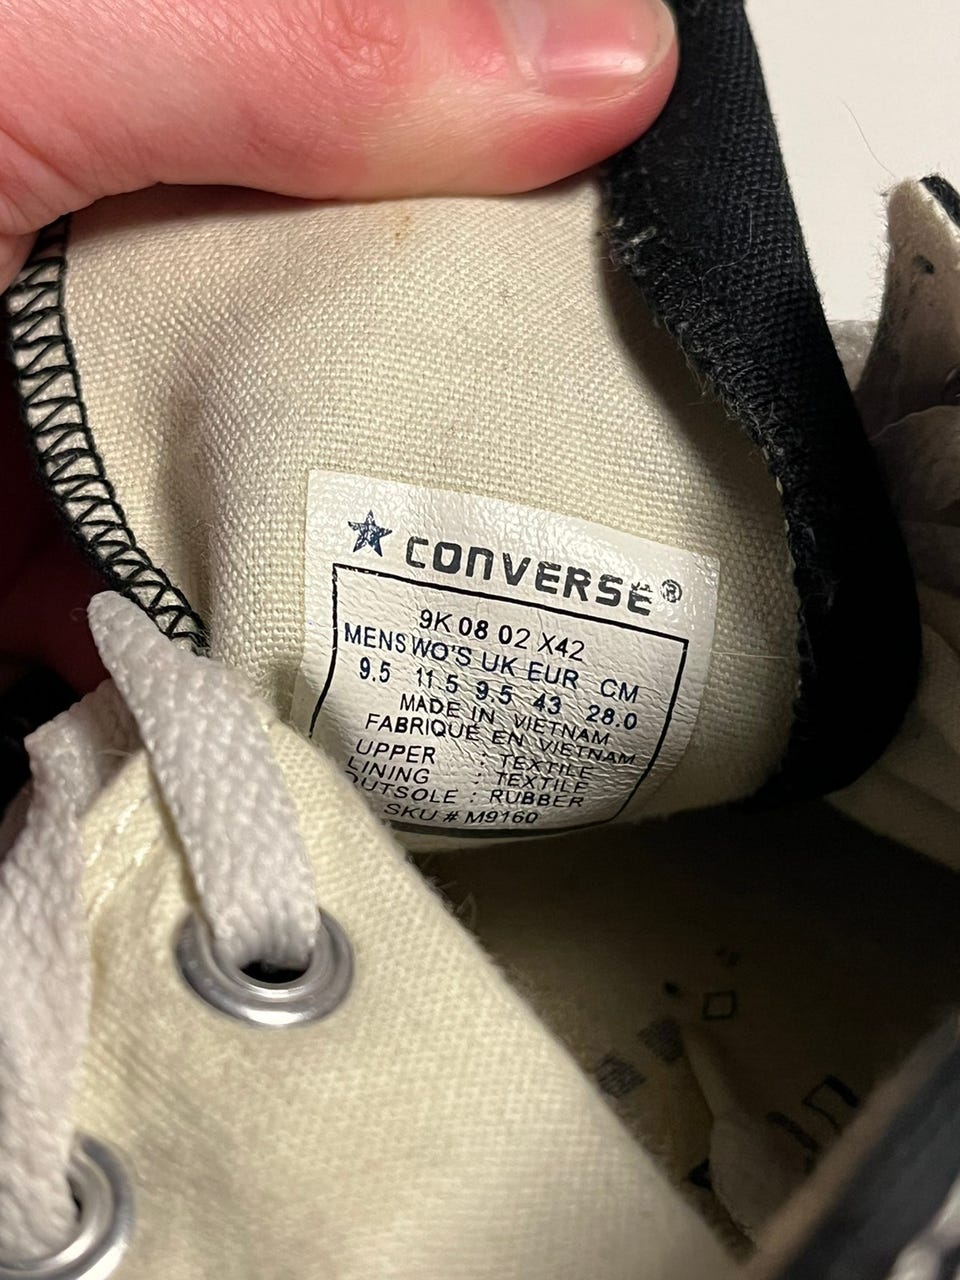 CONVERSE®
9K 08 02 X42
MENS WO'S UK EUR CM
9.5 11.5 9.5 43 28.0
MADE IN VIETNAM
FABRIQUE EN VIETNAM
UPPER : TEXTILE
LINING : TEXTILE
OUTSOLE : RUBBER
SKU # M9160